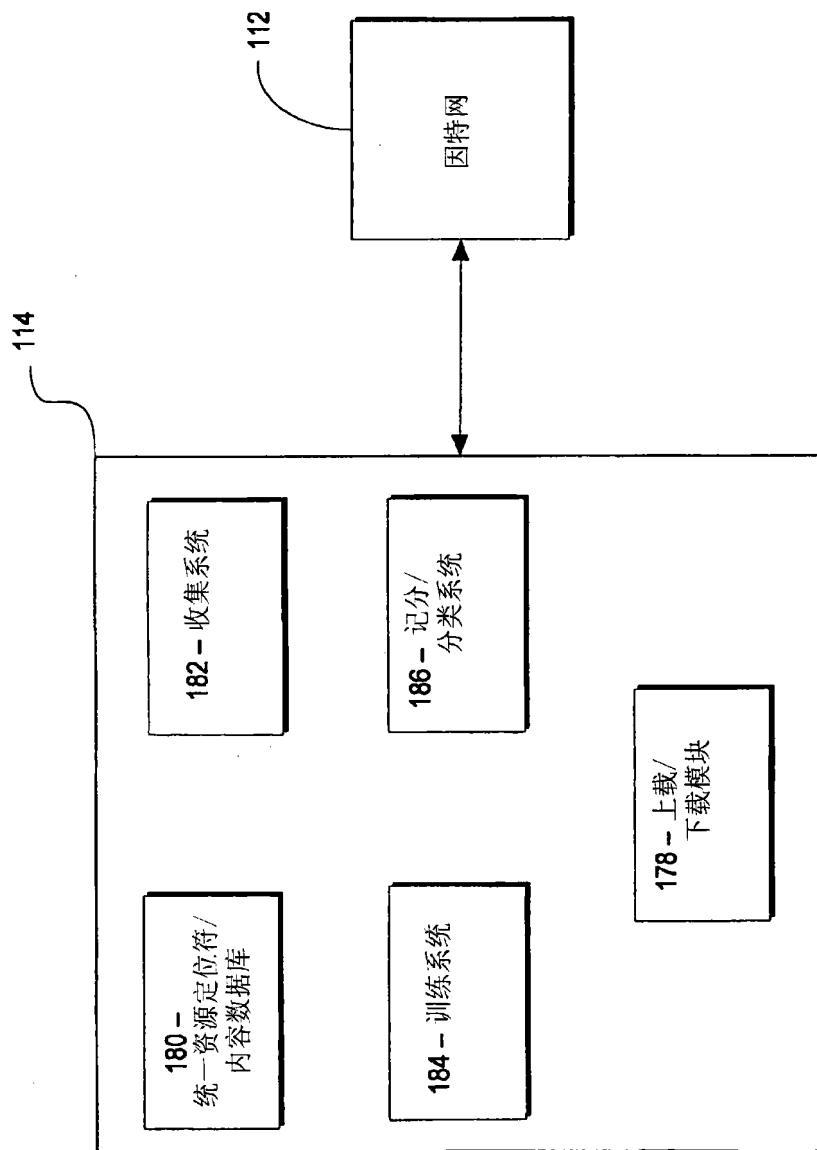 114
112
180 –
统一资源定位符/
内容数据库
182 – 收集系统
184 – 训练系统
186 – 记分/
分类系统
178 – 上载/
下载模块
因特网